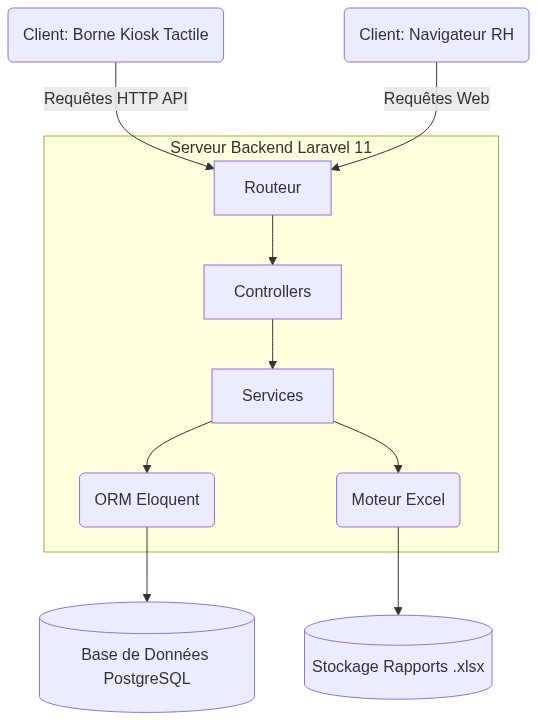 Client: Borne Kiosk Tactile
Client: Navigateur RH
Requêtes HTTP API
Requêtes Web
Serveur Backend Laravel 11
Routeur
Controllers
Services
ORM Eloquent
Moteur Excel
Base de Données
PostgreSQL
Stockage Rapports .xlsx